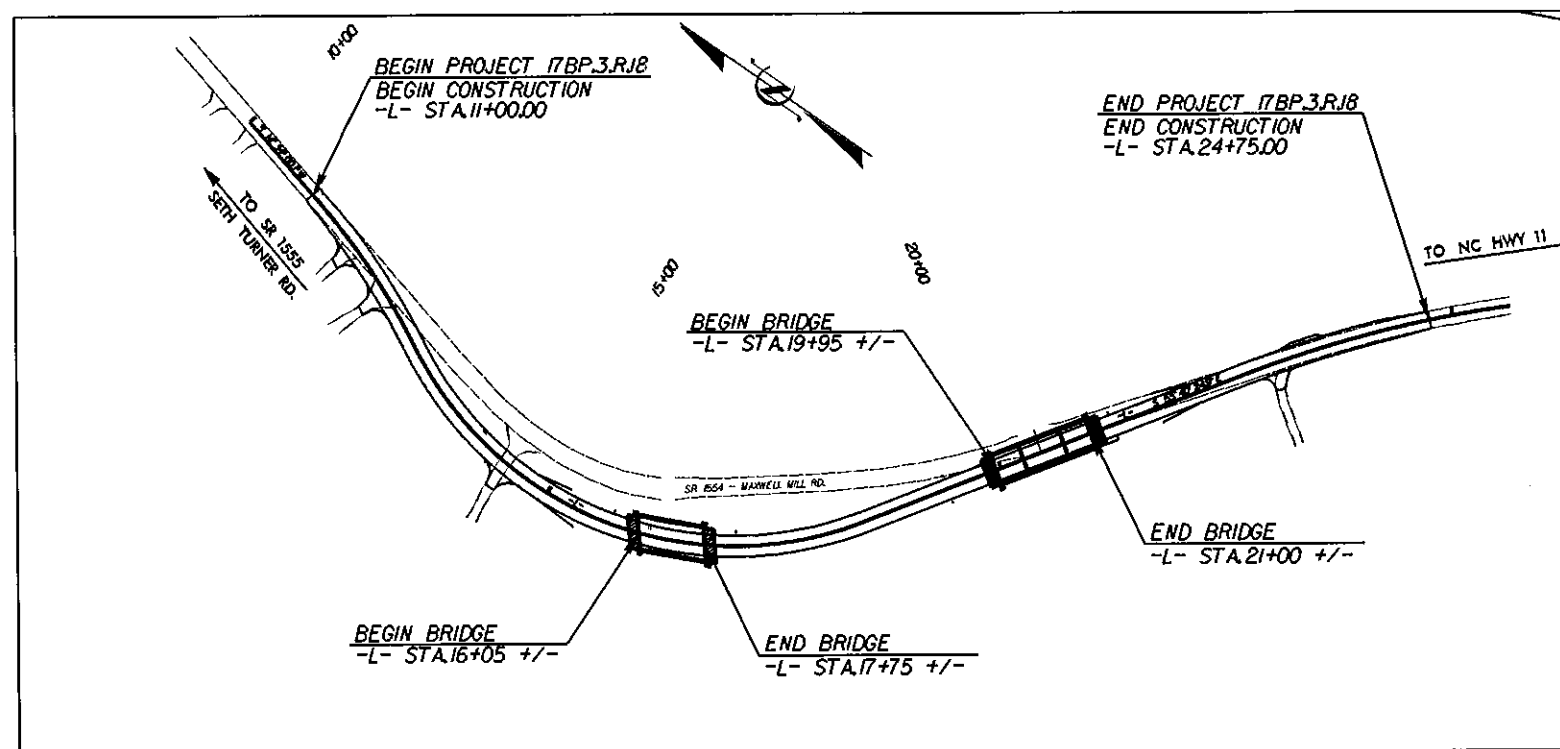 10+00
BEGIN PROJECT 17BP.3.R.18
BEGIN CONSTRUCTION
-L- STA.11+00.00
N
END PROJECT 17BP.3.R.18
END CONSTRUCTION
-L- STA.24+75.00
TO SR 1555
SETH TURNER RD.
15+00
20+00
TO NC HWY 11
BEGIN BRIDGE
-L- STA.19+95 +/-
SR 1554 - MAXWELL MILL RD.
-L-
-L-
END BRIDGE
-L- STA.21+00 +/-
BEGIN BRIDGE
-L- STA.16+05 +/-
END BRIDGE
-L- STA.17+75 +/-